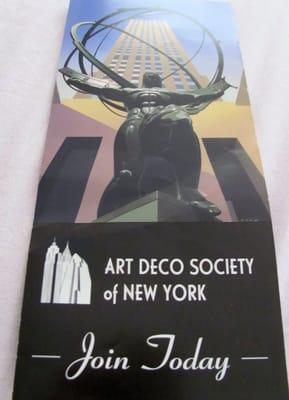 ART DECO SOCIETY
of NEW YORK
Join Today